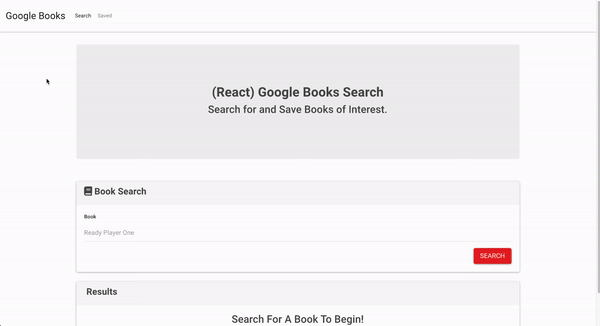 Google Books Search Saved
(React) Google Books Search
Search for and Save Books of Interest.
Book Search
Book
Ready Player One
SEARCH
Results
Search For A Book To Begin!